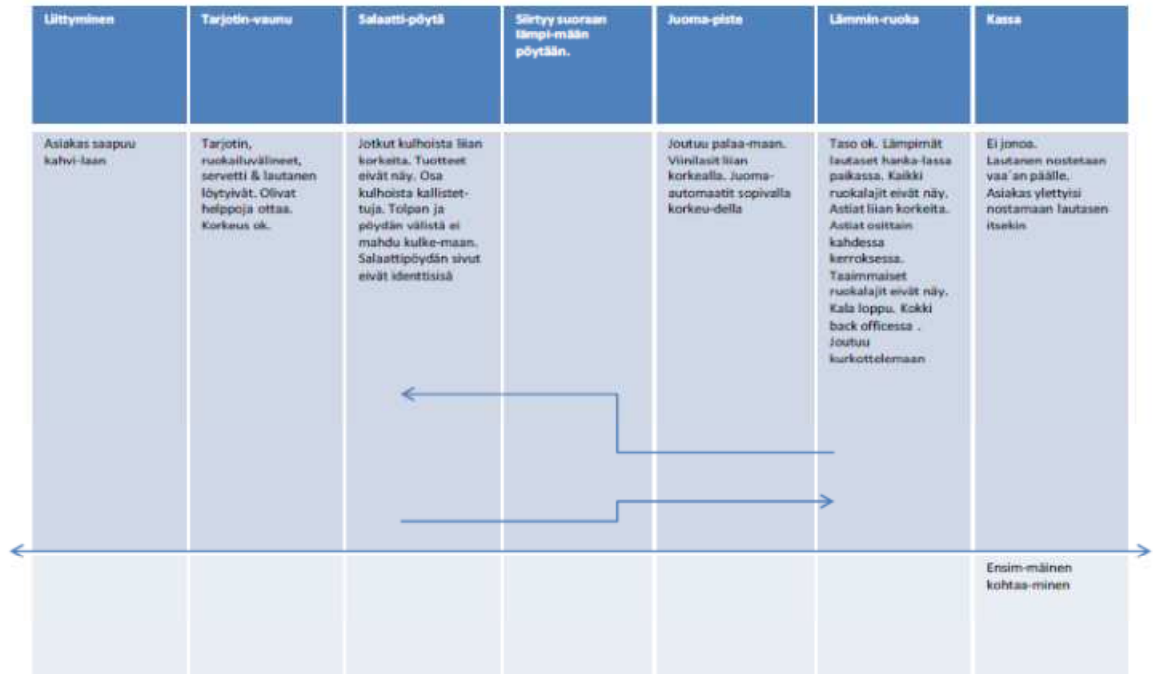 Liittyminen
Tarjotin-vaunu
Salaatti-pöytä
Siirtyy suoraan
lämpi-mään
pöytään.
Juoma-piste
Lämmin-ruoka
Kassa
Asiakas saapuu
kahvi-laan
Tarjotin,
ruokailuvälineet,
servetti & lautanen
löytyivät. Olivat
helppoja ottaa.
Korkeus ok.
Jotkut kulhoista liian
korkeita. Tuotteet
eivät näy. Osa
kulhoista kallistet-
tuja. Tolpan ja
pöydän välistä ei
mahdu kulke-maan.
Salaattipöydän sivut
eivät identtisisä
Joutuu palaa-maan.
Viinilasit liian
korkealla. Juoma-
automaatit sopivalla
korkeu-della
Taso ok. Lämpimät
lautaset hanka-lassa
paikassa. Kaikki
ruokalajit eivät näy.
Astiat liian korkeita.
Astiat osittain
kahdessa
kerroksessa.
Taaimmaiset
ruokalajit eivät näy.
Kala loppu. Kokki
back officessa .
Joutuu
kurkottelemaan
Ei jonoa.
Lautanen nostetaan
vaa´an päälle.
Asiakas ylettyisi
nostamaan lautasen
itsekin
Ensim-mäinen
kohtaa-minen